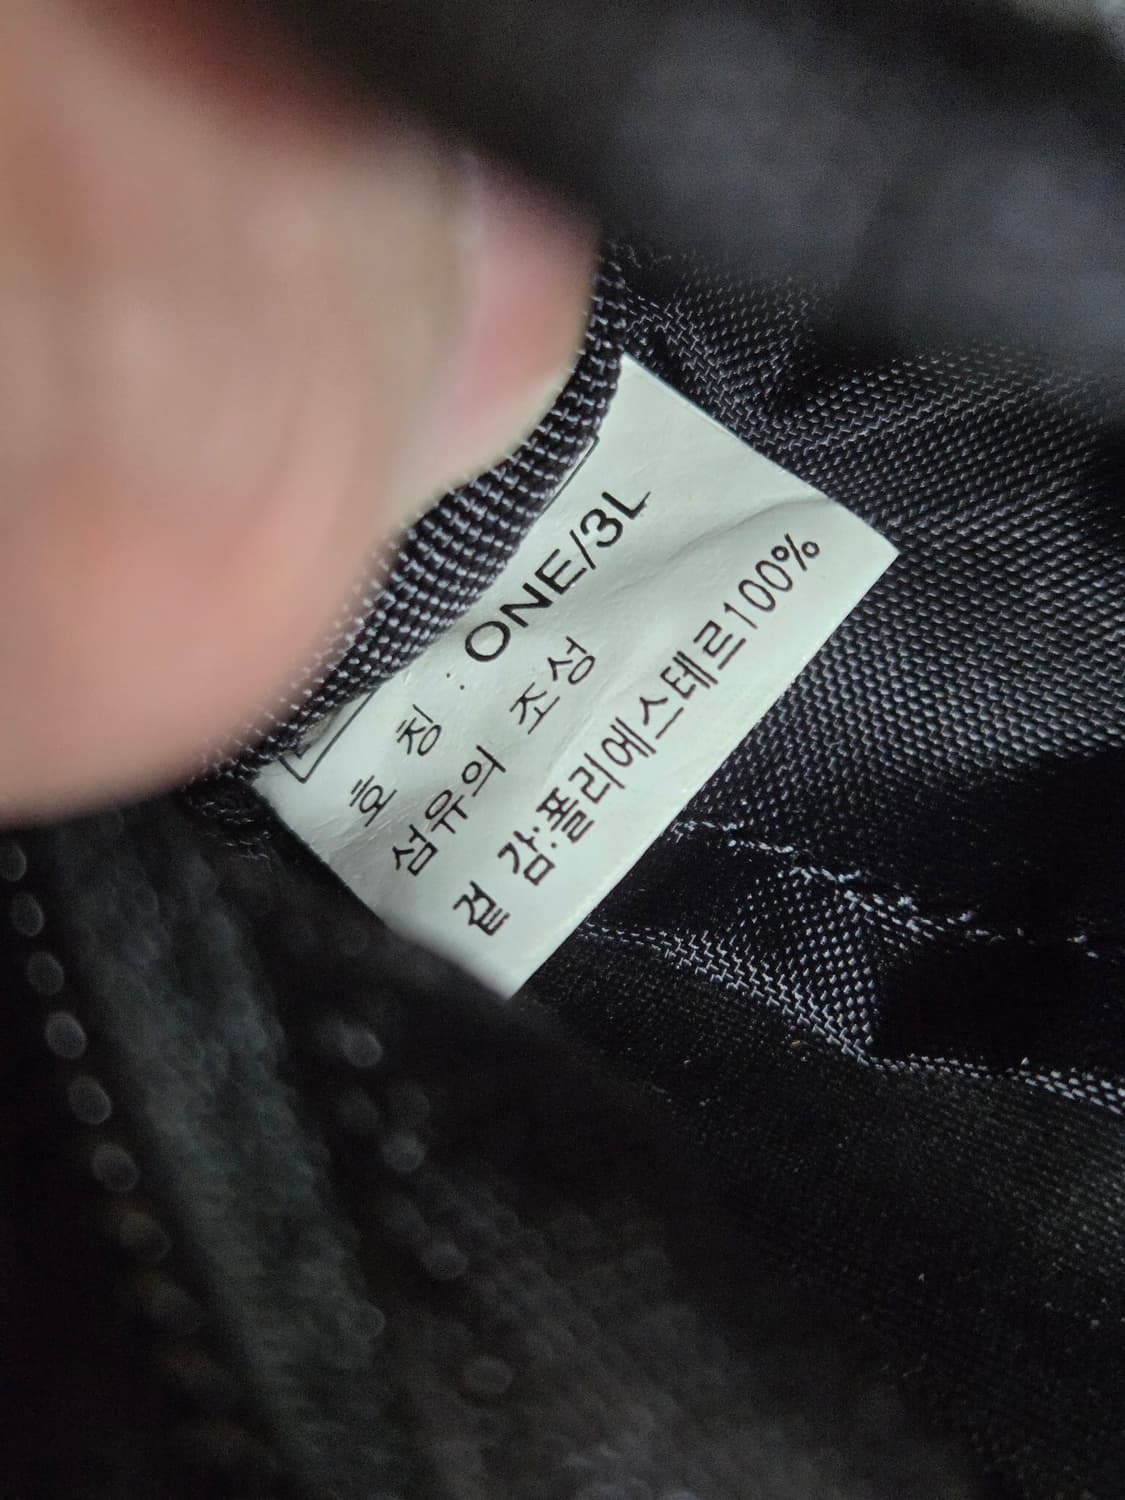 호 칭 : ONE/3L
섬유의 조성
겉 감:폴리에스테르100%